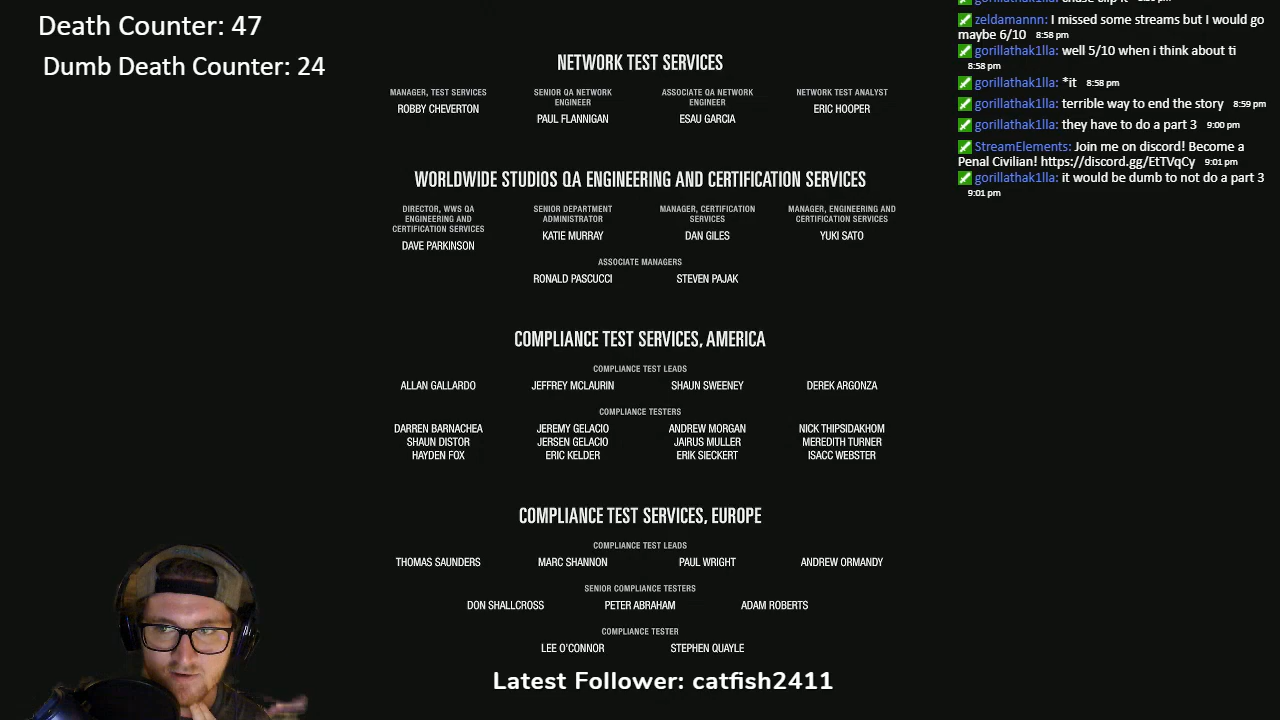 Death Counter: 47
Dumb Death Counter: 24
NETWORK TEST SERVICES
MANAGER, TEST SERVICES
ROBBY CHEVERTON
SENIOR QA NETWORK
ENGINEER
PAUL FLANNIGAN
ASSOCIATE QA NETWORK
ENGINEER
ESAU GARCIA
NETWORK TEST ANALYST
ERIC HOOPER
WORLDWIDE STUDIOS QA ENGINEERING AND CERTIFICATION SERVICES
DIRECTOR, WWS QA
ENGINEERING AND
CERTIFICATION SERVICES
DAVE PARKINSON
SENIOR DEPARTMENT
ADMINISTRATOR
KATIE MURRAY
MANAGER, CERTIFICATION
SERVICES
DAN GILES
MANAGER, ENGINEERING AND
CERTIFICATION SERVICES
YUKI SATO
ASSOCIATE MANAGERS
RONALD PASCUCCI STEVEN PAJAK
COMPLIANCE TEST SERVICES, AMERICA
COMPLIANCE TEST LEADS
ALLAN GALLARDO JEFFREY MCLAURIN SHAUN SWEENEY DEREK ARGONZA
COMPLIANCE TESTERS
DARREN BARNACHEA JEREMY GELACIO ANDREW MORGAN NICK THIPSIDAKHOM
SHAUN DISTOR JERSEN GELACIO JAIRUS MULLER MEREDITH TURNER
HAYDEN FOX ERIC KELDER ERIK SIECKERT ISACC WEBSTER
COMPLIANCE TEST SERVICES, EUROPE
COMPLIANCE TEST LEADS
THOMAS SAUNDERS MARC SHANNON PAUL WRIGHT ANDREW ORMANDY
SENIOR COMPLIANCE TESTERS
DON SHALLCROSS PETER ABRAHAM ADAM ROBERTS
COMPLIANCE TESTER
LEE O'CONNOR STEPHEN QUAYLE
Latest Follower: catfish2411
zeldamannn: I missed some streams but I would go
maybe 6/10 8:58 pm
gorillathak1lla: well 5/10 when i think about ti
8:58 pm
gorillathak1lla: *it 8:58 pm
gorillathak1lla: terrible way to end the story 8:59 pm
gorillathak1lla: they have to do a part 3 9:00 pm
StreamElements: Join me on discord! Become a
Penal Civilian! https://discord.gg/EtTVqCy 9:01 pm
gorillathak1lla: it would be dumb to not do a part 3
9:01 pm